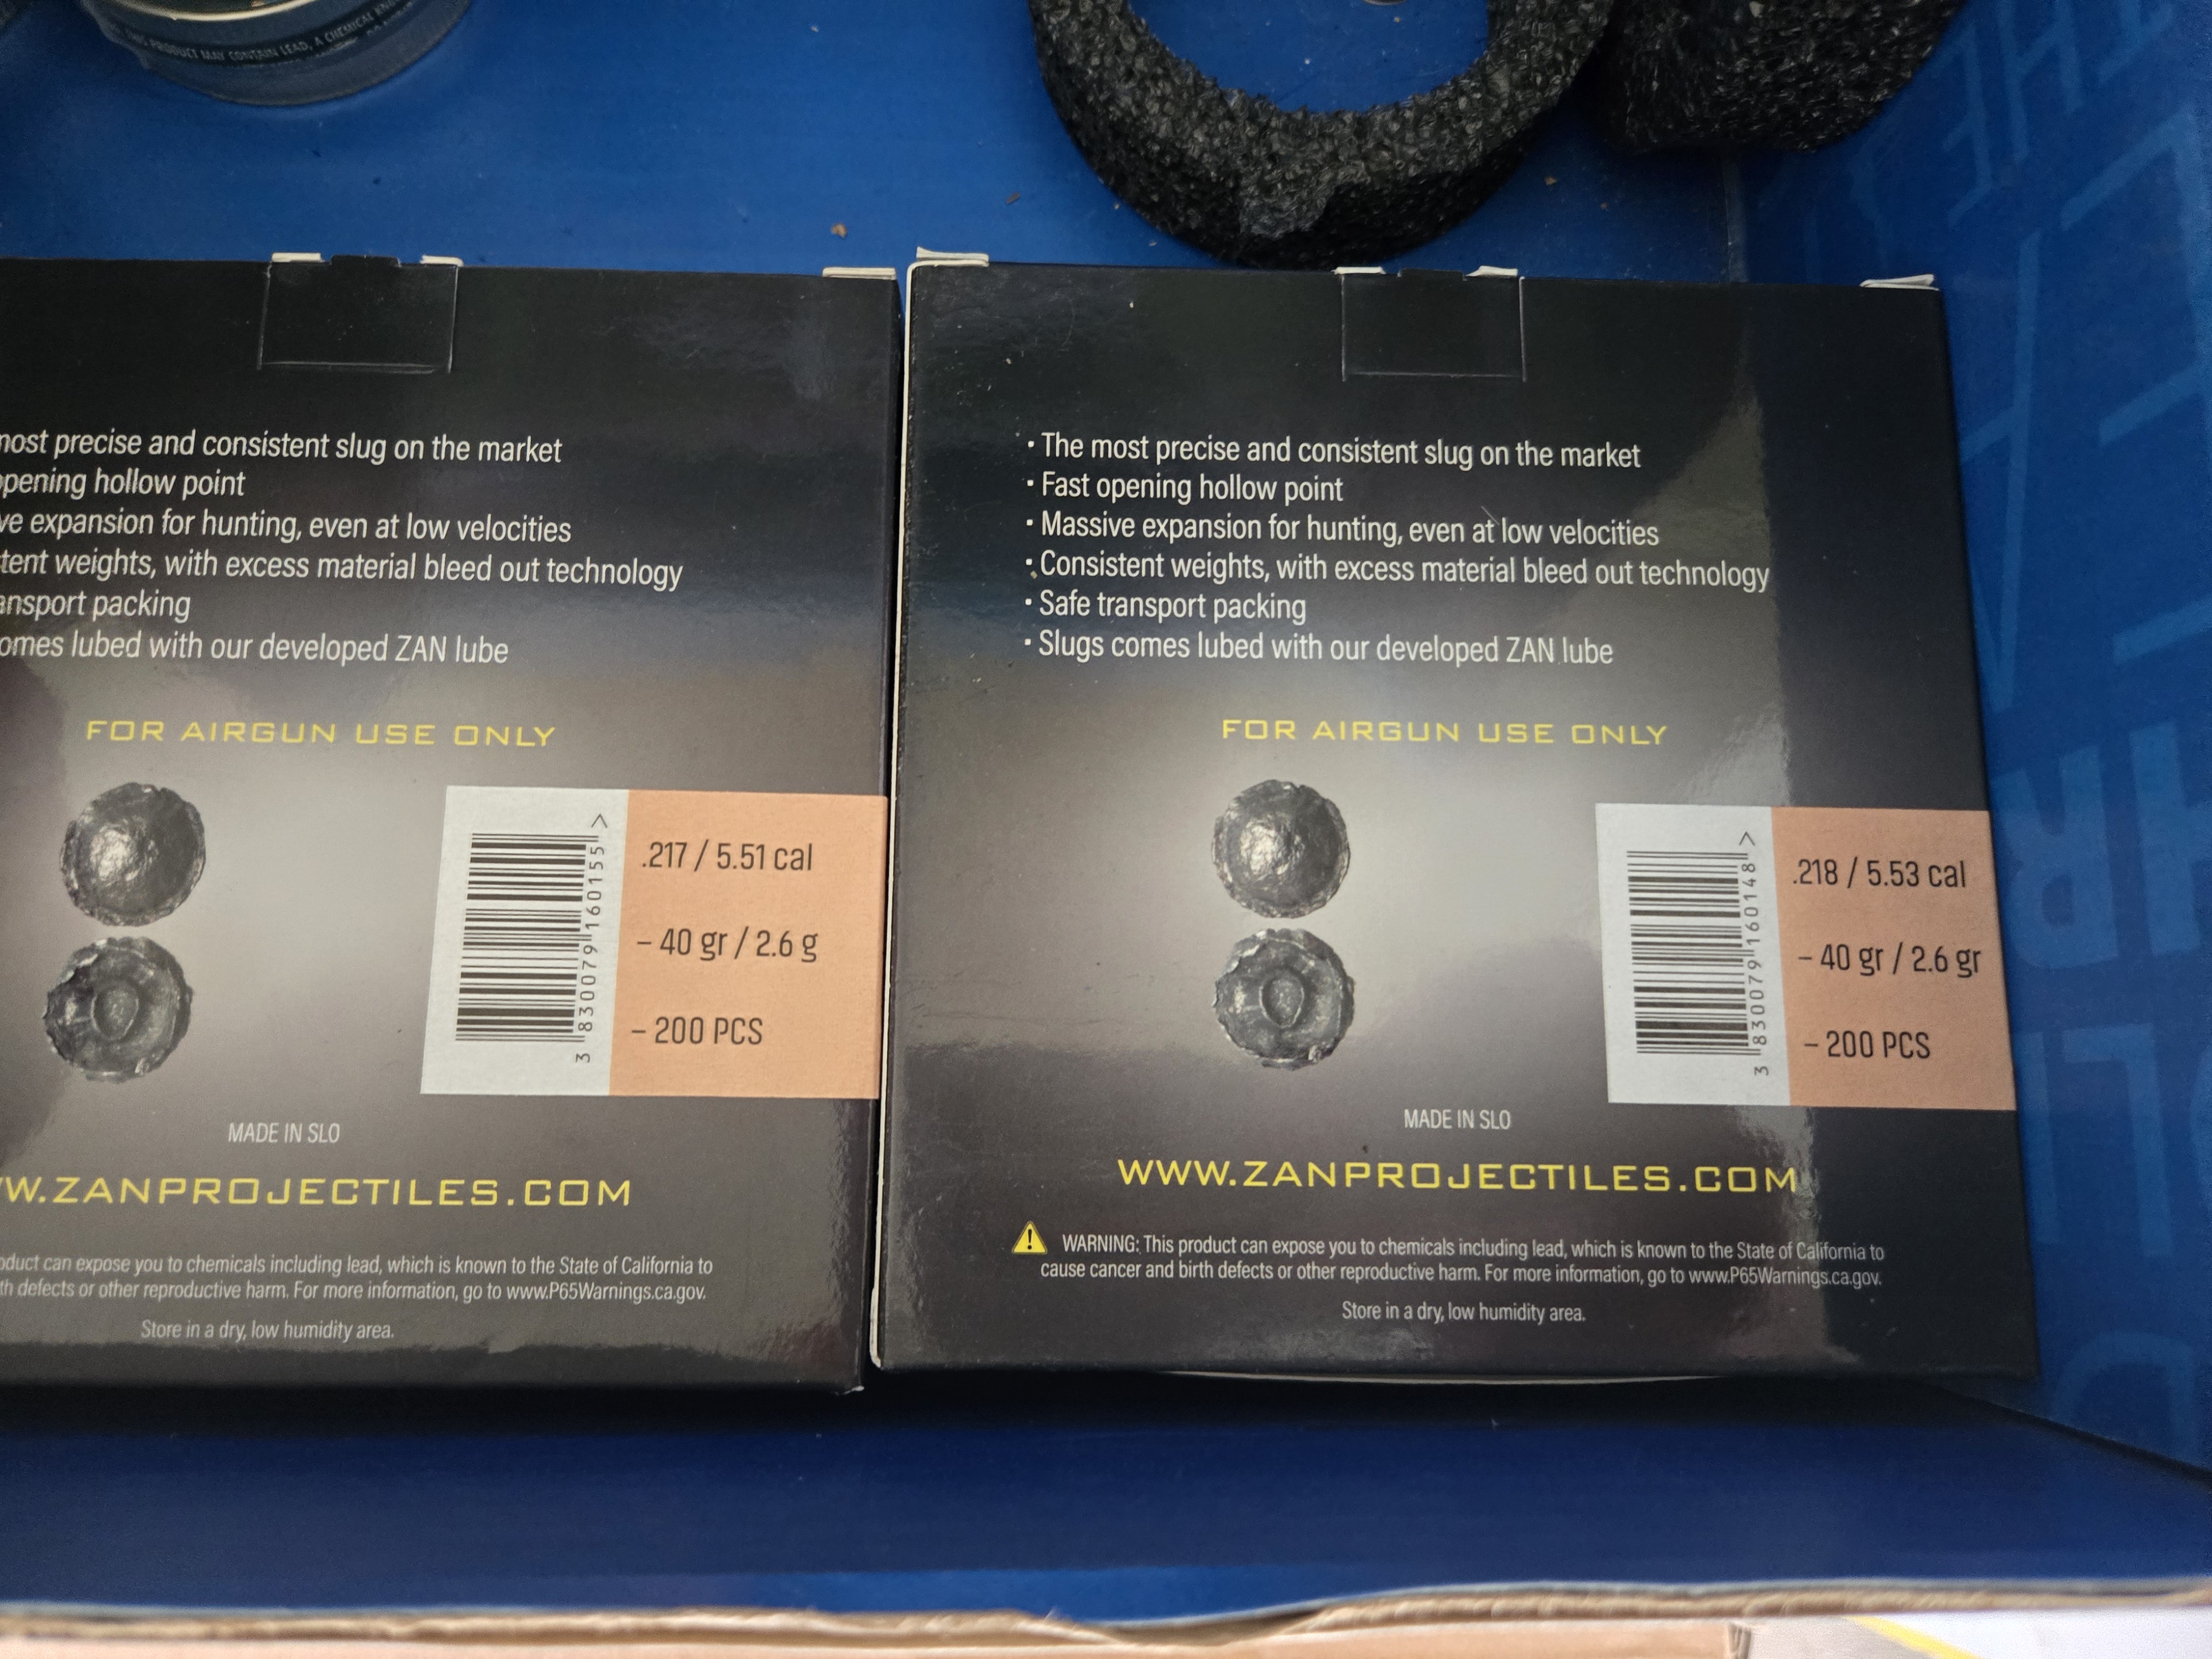 PRODUCT MAY CONTAIN LEAD, A CHEMICAL
most precise and consistent slug on the market
opening hollow point
ve expansion for hunting, even at low velocities
tent weights, with excess material bleed out technology
ansport packing
omes lubed with our developed ZAN lube
FOR AIRGUN USE ONLY
3 830079 160155 >
.217 / 5.51 cal
– 40 gr / 2.6 g
– 200 PCS
MADE IN SLO
W.ZANPROJECTILES.COM
oduct can expose you to chemicals including lead, which is known to the State of California to
th defects or other reproductive harm. For more information, go to www.P65Warnings.ca.gov.
Store in a dry, low humidity area.
· The most precise and consistent slug on the market
· Fast opening hollow point
· Massive expansion for hunting, even at low velocities
· Consistent weights, with excess material bleed out technology
· Safe transport packing
· Slugs comes lubed with our developed ZAN lube
FOR AIRGUN USE ONLY
3 830079 160148 >
.218 / 5.53 cal
– 40 gr / 2.6 gr
– 200 PCS
MADE IN SLO
WWW.ZANPROJECTILES.COM
WARNING: This product can expose you to chemicals including lead, which is known to the State of California to
cause cancer and birth defects or other reproductive harm. For more information, go to www.P65Warnings.ca.gov.
Store in a dry, low humidity area.